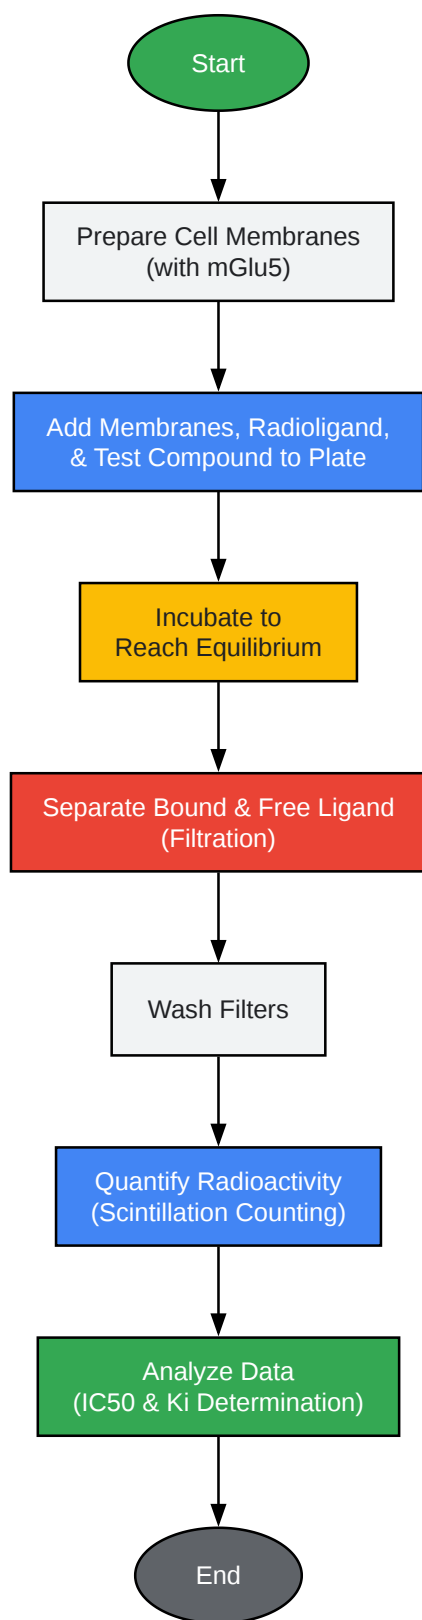 Start
Prepare Cell Membranes
(with mGlu5)
Add Membranes, Radioligand,
& Test Compound to Plate
Incubate to
Reach Equilibrium
Separate Bound & Free Ligand
(Filtration)
Wash Filters
Quantify Radioactivity
(Scintillation Counting)
Analyze Data
(IC50 & Ki Determination)
End